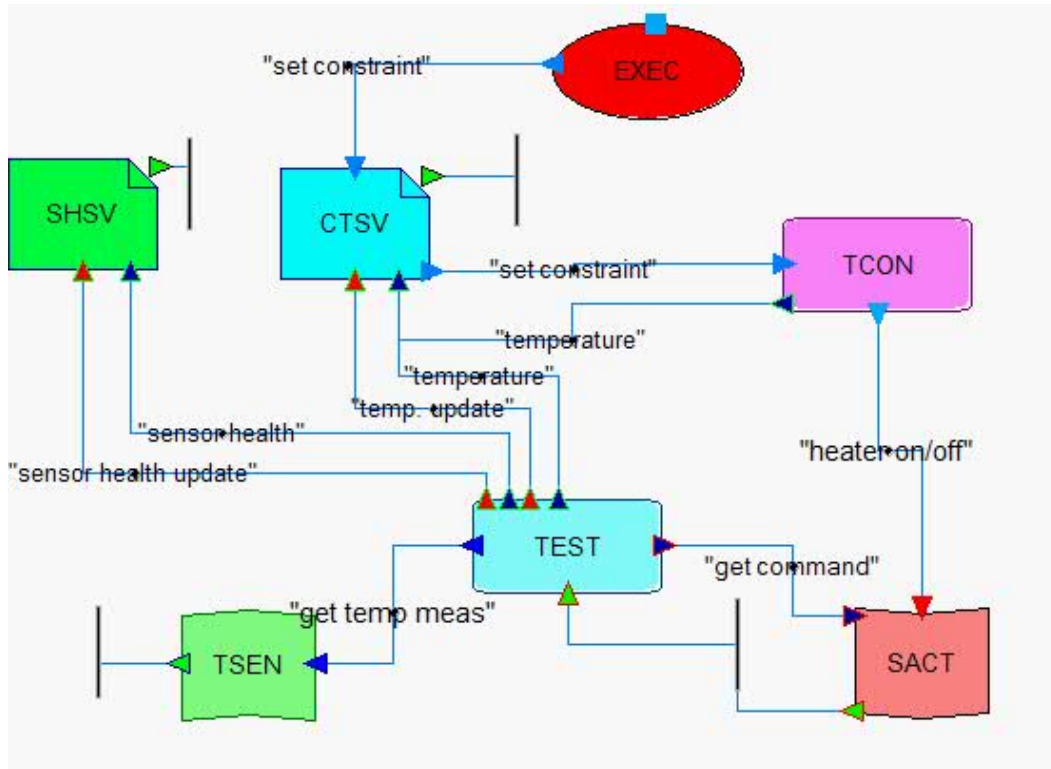 "set constraint"
EXEC
SHSV
CTSV
"set constraint"
TCON
"temperature"
"temperature"
"temp. update"
"sensor health"
"heater on/off"
"sensor health update"
TEST
"get command"
"get temp meas"
TSEN
SACT